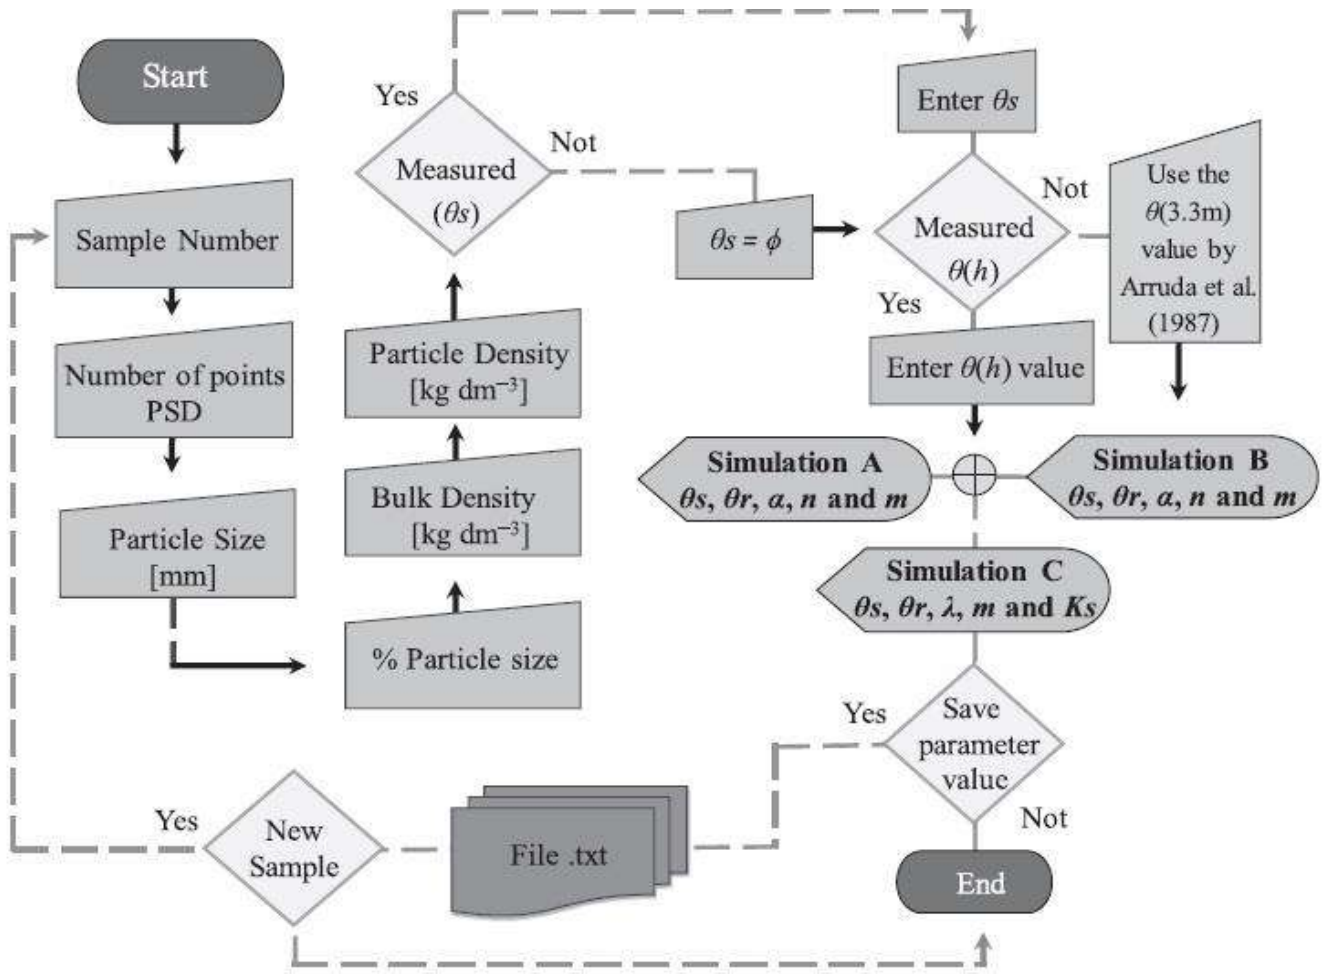 Start
Sample Number
Number of points
PSD
Particle Size
[mm]
% Particle size
Bulk Density
[kg dm⁻³]
Particle Density
[kg dm⁻³]
Measured
(θs)
Yes
Not
Enter θs
θs = ϕ
Measured
θ(h)
Not
Yes
Use the
θ(3.3m)
value by
Arruda et al.
(1987)
Enter θ(h) value
Simulation A
θs, θr, α, n and m
Simulation B
θs, θr, α, n and m
Simulation C
θs, θr, λ, m and Ks
Save
parameter
value
Yes
Not
File .txt
New
Sample
Yes
End